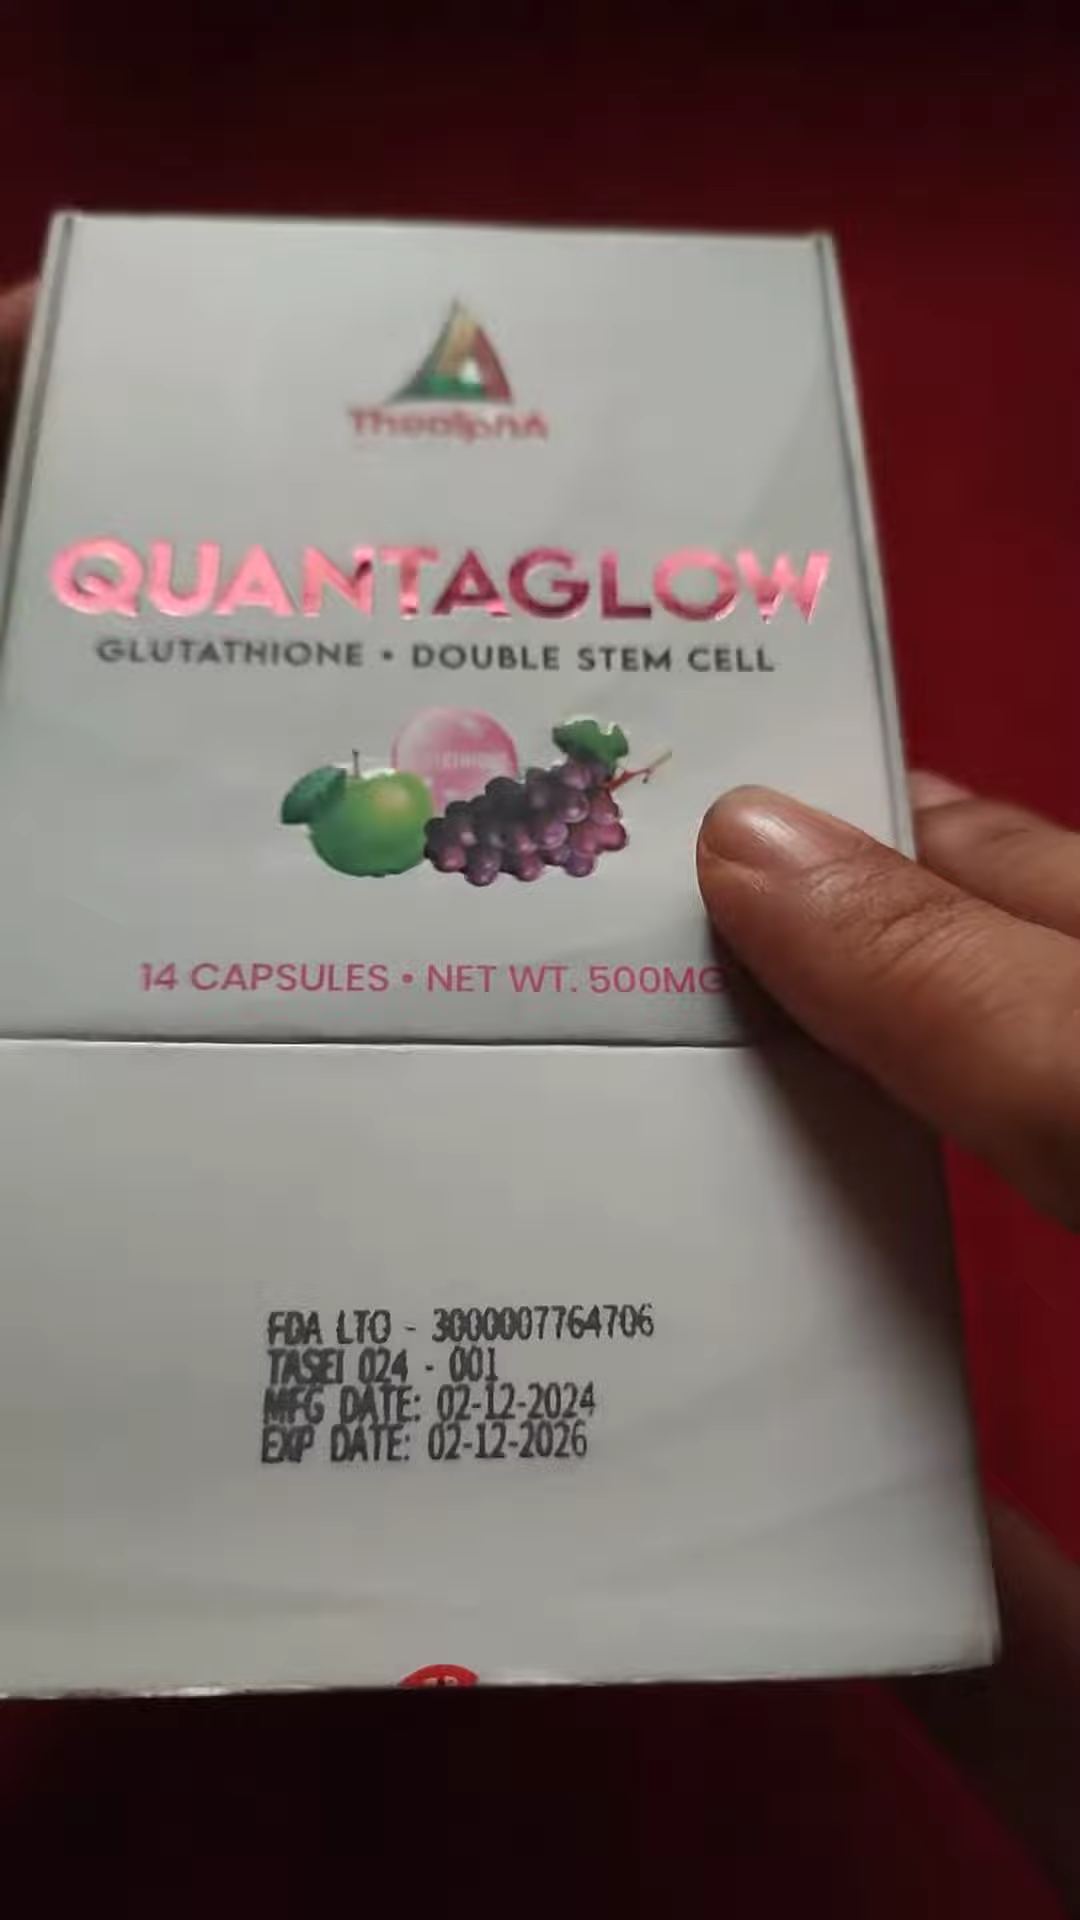 ThealphA
QUANTAGLOW
GLUTATHIONE • DOUBLE STEM CELL
14 CAPSULES • NET WT. 500MG
FDA LTO - 3000007764706
TASEI 024 - 001
MFG DATE: 02-12-2024
EXP DATE: 02-12-2026